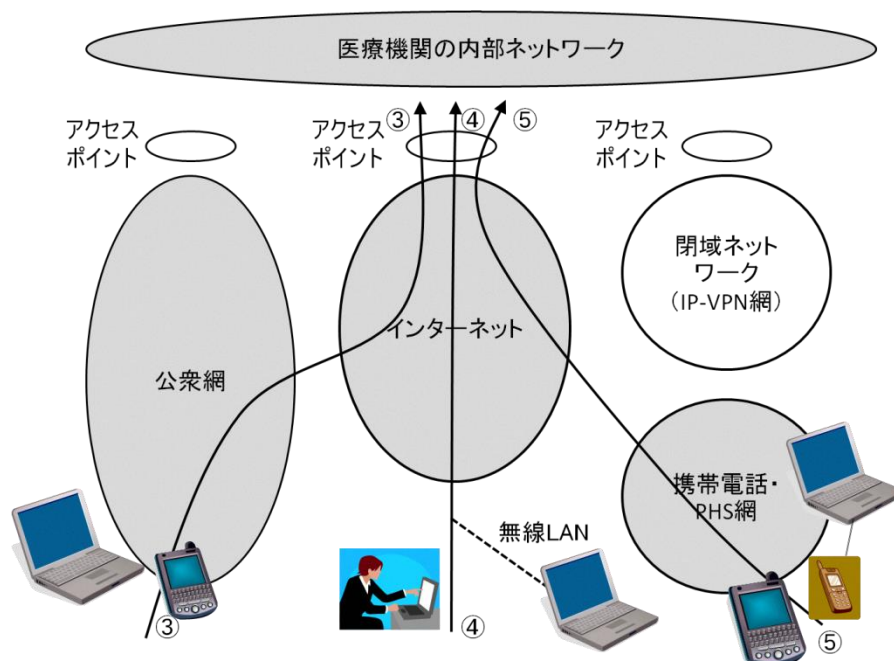 医療機関の内部ネットワーク
アクセス
ポイント
アクセス
ポイント
③
④
⑤
アクセス
ポイント
公衆網
インターネット
閉域ネット
ワーク
(IP-VPN網)
携帯電話・
PHS網
無線LAN
③
④
⑤